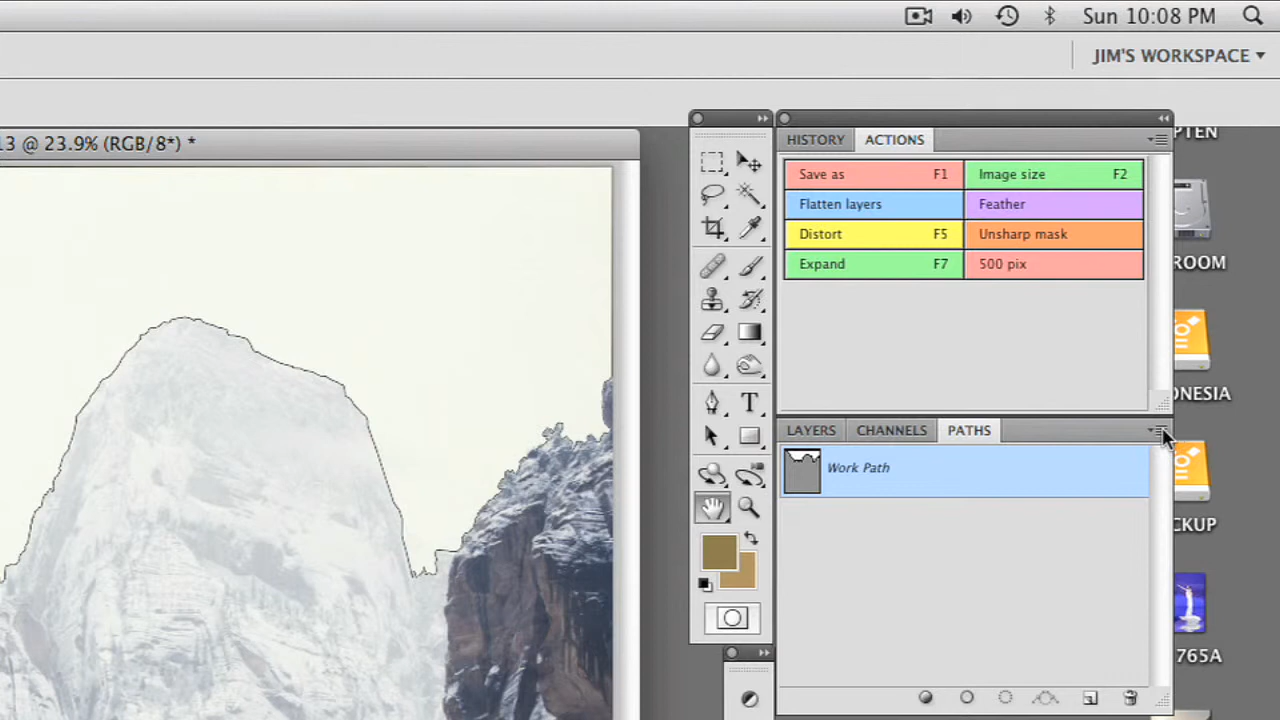 Sun 10:08 PM
JIM'S WORKSPACE
13 @ 23.9% (RGB/8*) *
HISTORY ACTIONS
Save as F1 Image size F2
Flatten layers Feather
Distort F5 Unsharp mask
Expand F7 500 pix
LAYERS CHANNELS PATHS
Work Path
T
PTEN
ROOM
ONESIA
CKUP
765A